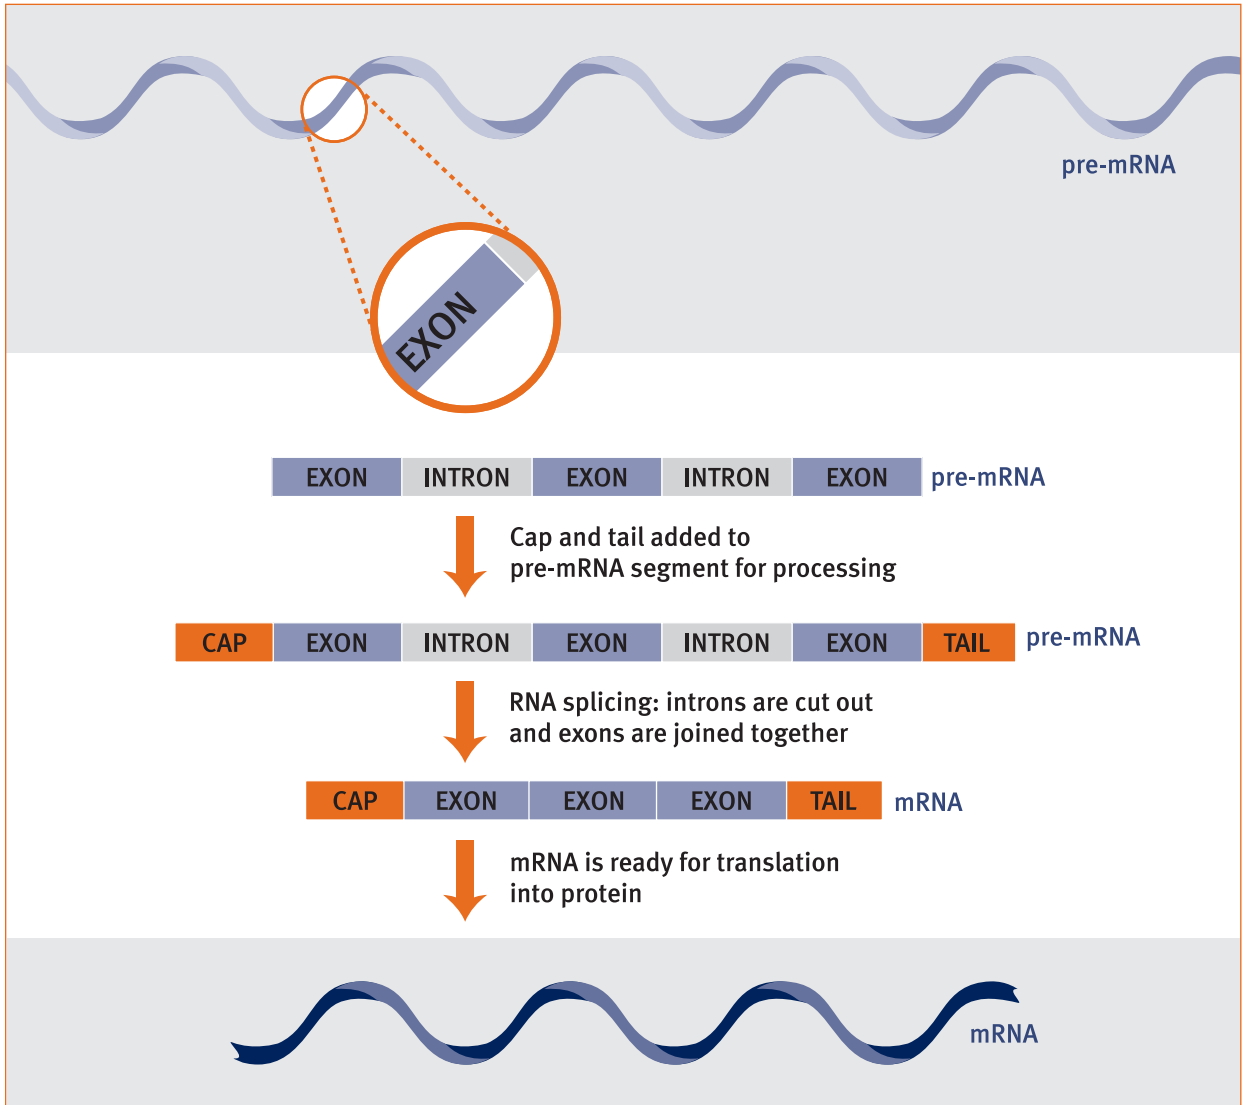 pre-mRNA
EXON
EXON INTRON EXON INTRON EXON pre-mRNA
Cap and tail added to
pre-mRNA segment for processing
CAP EXON INTRON EXON INTRON EXON TAIL pre-mRNA
RNA splicing: introns are cut out
and exons are joined together
CAP EXON EXON EXON TAIL mRNA
mRNA is ready for translation
into protein
mRNA